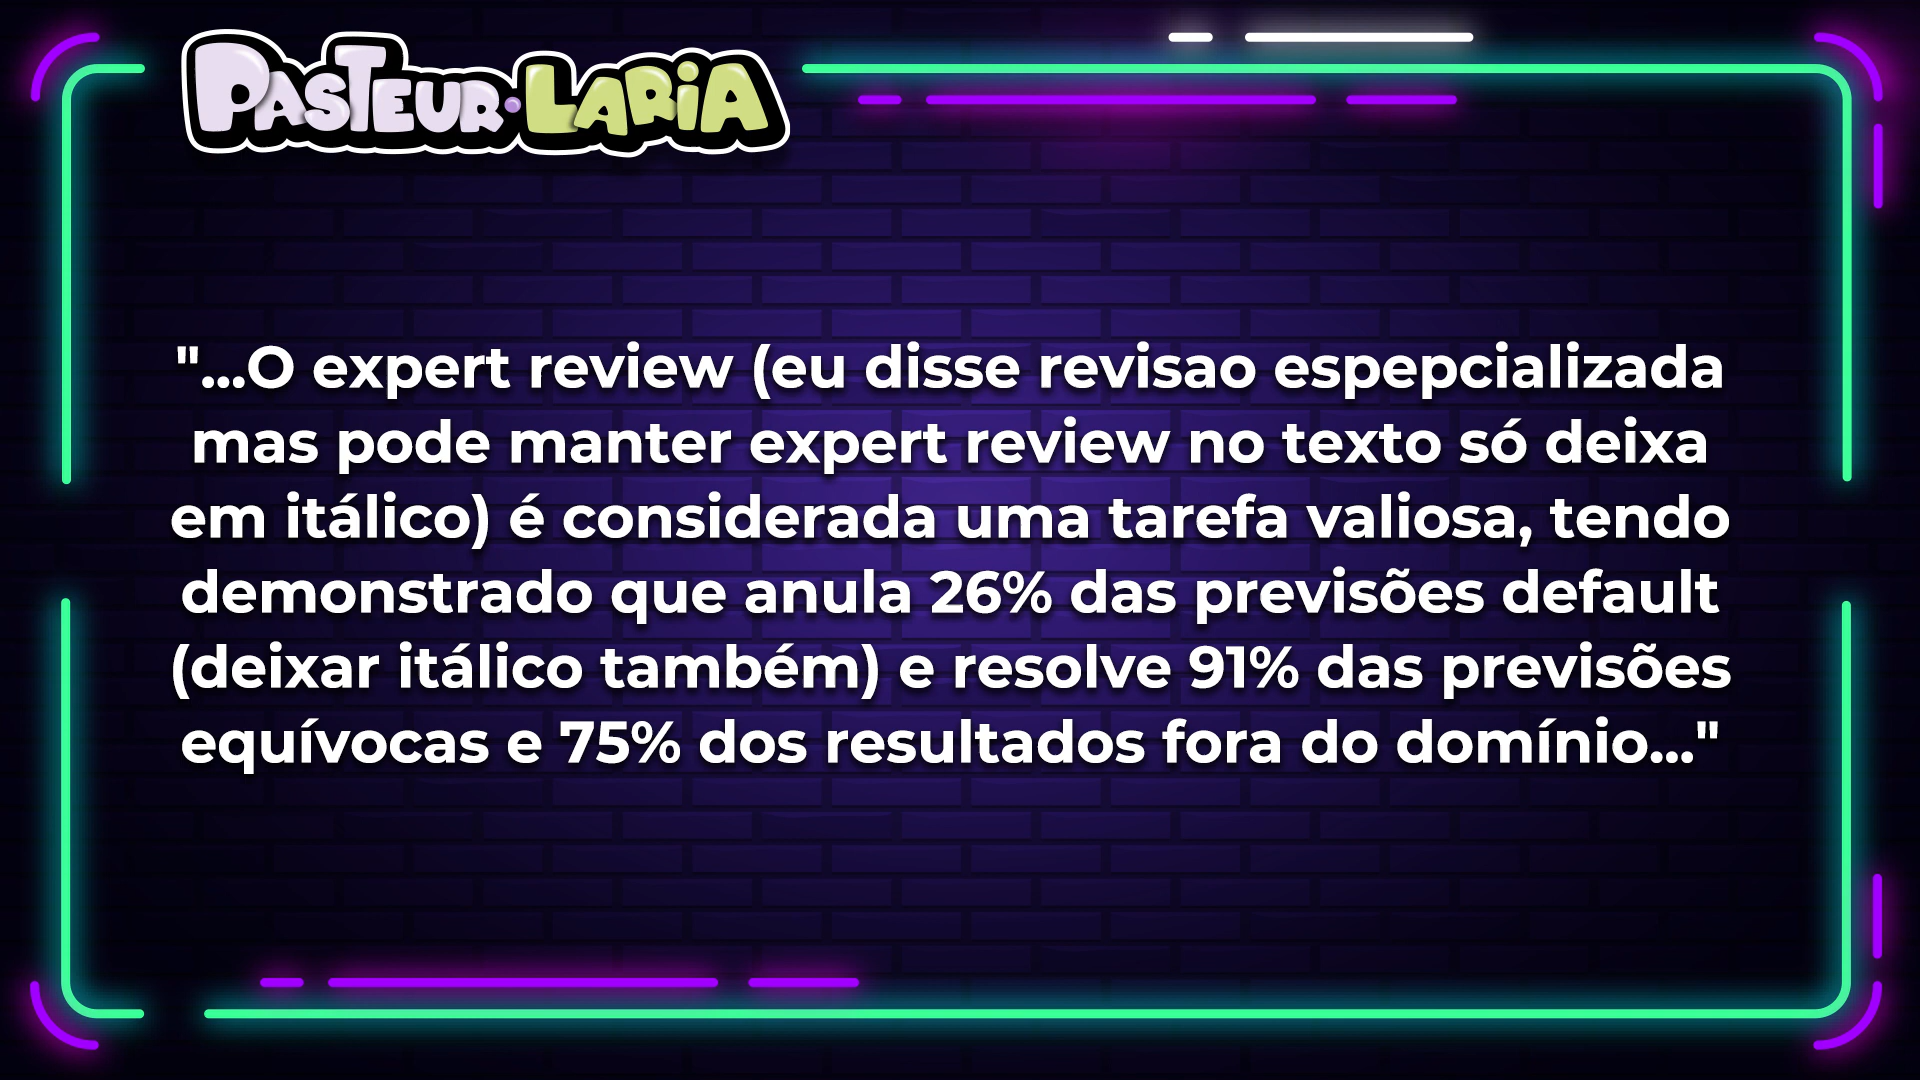 PASTEUR·LARIA
"...O expert review (eu disse revisao espepcializada
mas pode manter expert review no texto só deixa
em itálico) é considerada uma tarefa valiosa, tendo
demonstrado que anula 26% das previsões default
(deixar itálico também) e resolve 91% das previsões
equívocas e 75% dos resultados fora do domínio..."